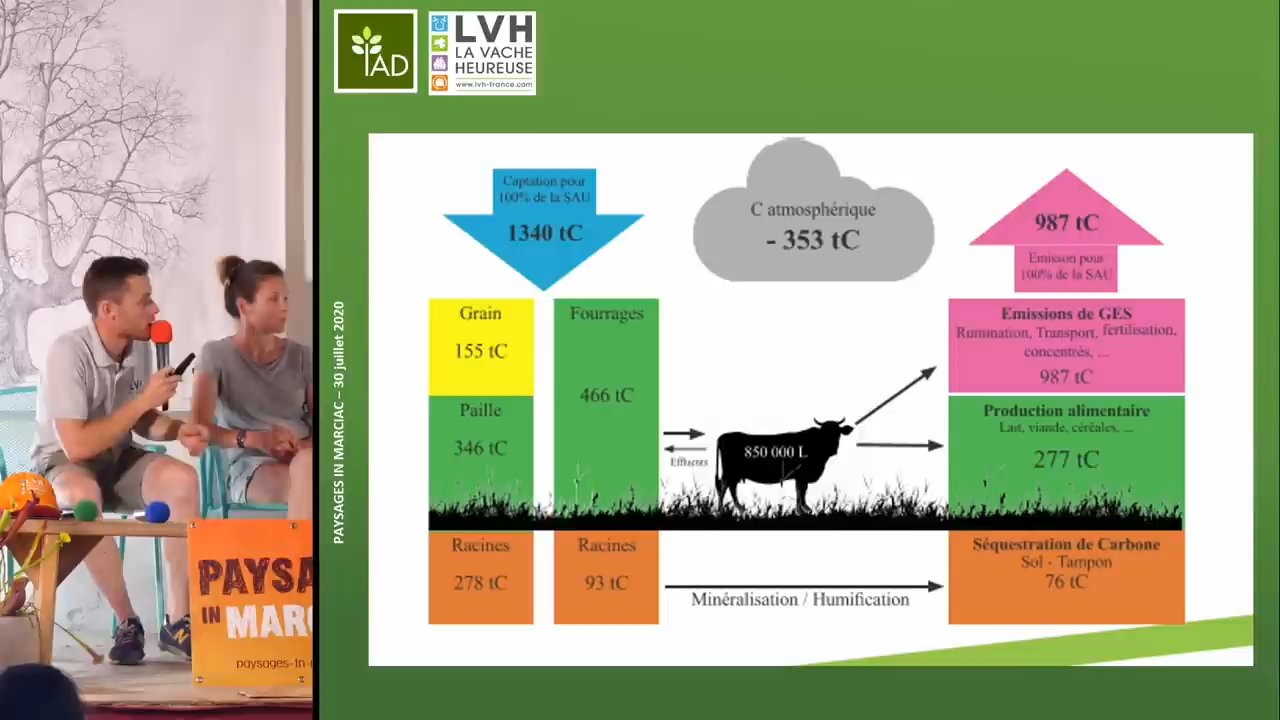 IAD
LVH
LA VACHE
HEUREUSE
www.lvh-france.com
PAYSAGES IN MARCIAC – 30 juillet 2020
Captation pour
100% de la SAU
1340 tC
C atmosphérique
- 353 tC
987 tC
Emission pour
100% de la SAU
Grain
155 tC
Paille
346 tC
Fourrages
466 tC
Effluents
850 000 L
Emissions de GES
Rumination, Transport, fertilisation,
concentrés, ...
987 tC
Production alimentaire
Lait, viande, céréales, ...
277 tC
Racines
278 tC
Racines
93 tC
Minéralisation / Humification
Séquestration de Carbone
Sol - Tampon
76 tC
LV
PAYSA
IN MARC
paysages-in-